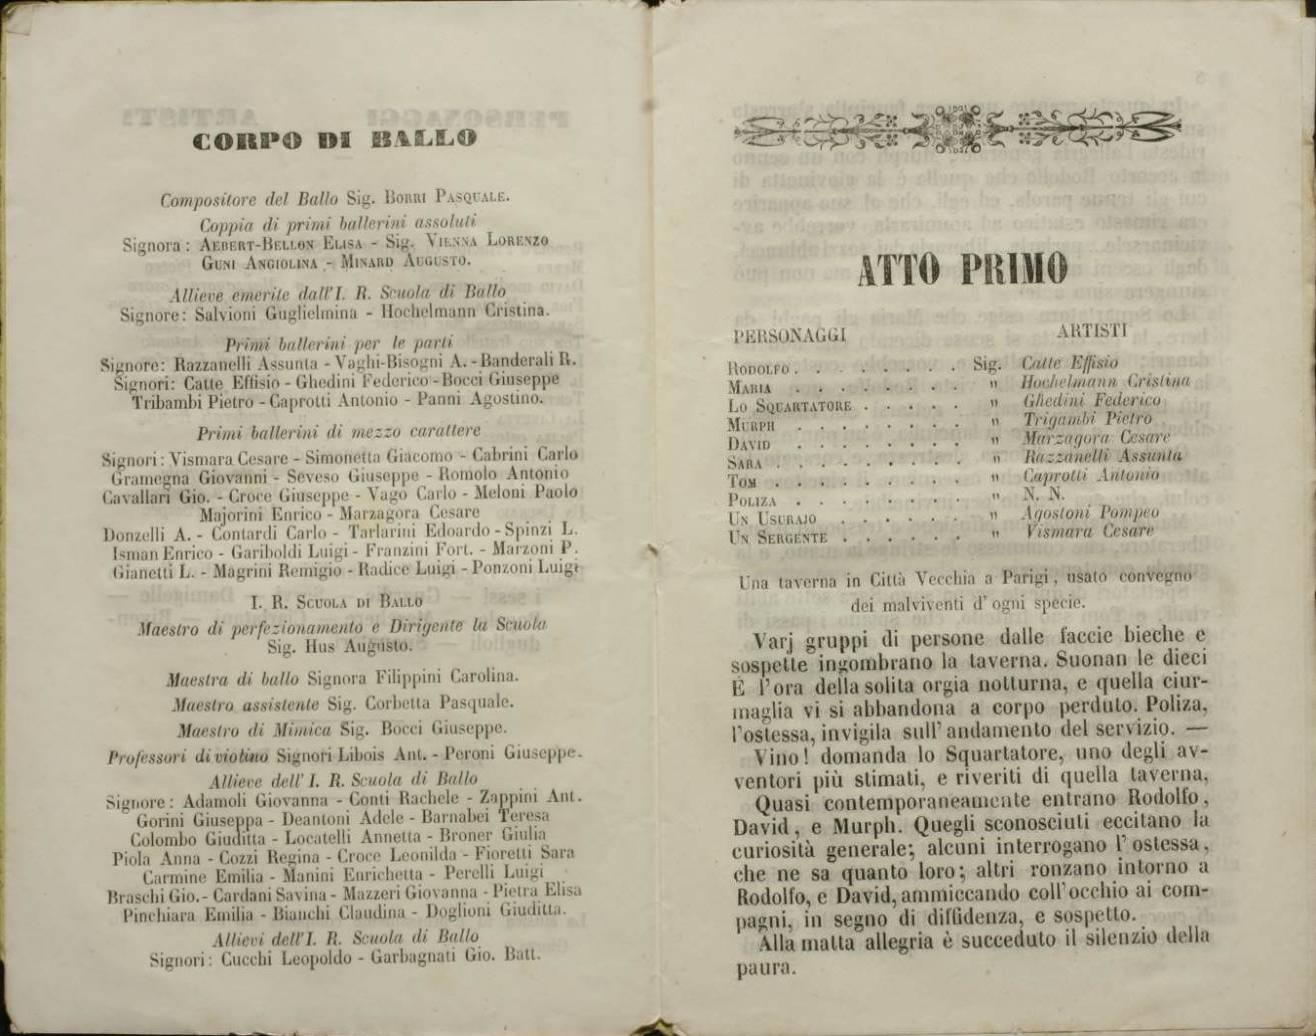 CORPO DI BALLO
Compositore del Ballo Sig. BORRI PASQUALE.
Coppia di primi ballerini assoluti
Signora : AEBERT-BELLON ELISA - Sig. VIENNA LORENZO
GUNI ANGIOLINA - MINARD AUGUSTO.
Allieve emerite dall'I. R. Scuola di Ballo
Signore: Salvioni Guglielmina - Hochelmann Cristina.
Primi ballerini per le parti
Signore: Razzanelli Assunta - Vaghi-Bisogni A. - Banderali R.
Signori: Catte Effisio - Ghedini Federico - Bocci Giuseppe
Tribambi Pietro - Caprotti Antonio - Panni Agostino.
Primi ballerini di mezzo carattere
Signori : Vismara Cesare - Simonetta Giacomo - Cabrini Carlo
Gramegna Giovanni - Seveso Giuseppe - Romolo Antonio
Cavallari Gio. - Croce Giuseppe - Vago Carlo - Meloni Paolo
Majorini Enrico - Marzagora Cesare
Donzelli A. - Contardi Carlo - Tarlarini Edoardo - Spinzi L.
Isman Enrico - Gariboldi Luigi - Franzini Fort. - Marzoni P.
Gianetti L. - Magrini Remigio - Radice Luigi - Ponzoni Luigi
I. R. SCUOLA DI BALLO
Maestro di perfezionamento e Dirigente la Scuola
Sig. Hus Augusto.
Maestra di ballo Signora Filippini Carolina.
Maestro assistente Sig. Corbetta Pasquale.
Maestro di Mimica Sig. Bocci Giuseppe.
Professori di violino Signori Libois Ant. - Peroni Giuseppe.
Allieve dell' I. R. Scuola di Ballo
Signore : Adamoli Giovanna - Conti Rachele - Zappini Ant.
Gorini Giuseppa - Deantoni Adele - Barnabei Teresa
Colombo Giuditta - Locatelli Annetta - Broner Giulia
Piola Anna - Cozzi Regina - Croce Leonilda - Fioretti Sara
Carmine Emilia - Manini Enrichetta - Perelli Luigi
Braschi Gio. - Cardani Savina - Mazzeri Giovanna - Pietra Elisa
Pinchiara Emilia - Bianchi Claudina - Doglioni Giuditta.
Allievi dell'I. R. Scuola di Ballo
Signori : Cucchi Leopoldo - Garbagnati Gio. Batt.
ATTO PRIMO
PERSONAGGI ARTISTI
RODOLFO . . . . . . . . Sig. Catte Effisio
MARIA . . . . . . . . " Hochelmann Cristina
LO SQUARTATORE . . . . . " Ghedini Federico
MURPH . . . . . . . . " Trigambi Pietro
DAVID . . . . . . . . " Marzagora Cesare
SARA . . . . . . . . . " Razzanelli Assunta
TOM . . . . . . . . . " Caprotti Antonio
POLIZA . . . . . . . . " N. N.
UN USURAJO . . . . . . " Agostoni Pompeo
UN SERGENTE . . . . . . " Vismara Cesare
Una taverna in Città Vecchia a Parigi, usato convegno
dei malviventi d'ogni specie.
Varj gruppi di persone dalle faccie bieche e
sospette ingombrano la taverna. Suonan le dieci
È l'ora della solita orgia notturna, e quella ciur-
maglia vi si abbandona a corpo perduto. Poliza,
l'ostessa, invigila sull'andamento del servizio. —
Vino! domanda lo Squartatore, uno degli av-
ventori più stimati, e riveriti di quella taverna,
Quasi contemporaneamente entrano Rodolfo,
David, e Murph. Quegli sconosciuti eccitano la
curiosità generale; alcuni interrogano l'ostessa,
che ne sa quanto loro; altri ronzano intorno a
Rodolfo, e David, ammiccando coll'occhio ai com-
pagni, in segno di diffidenza, e sospetto.
Alla matta allegria è succeduto il silenzio della
paura.